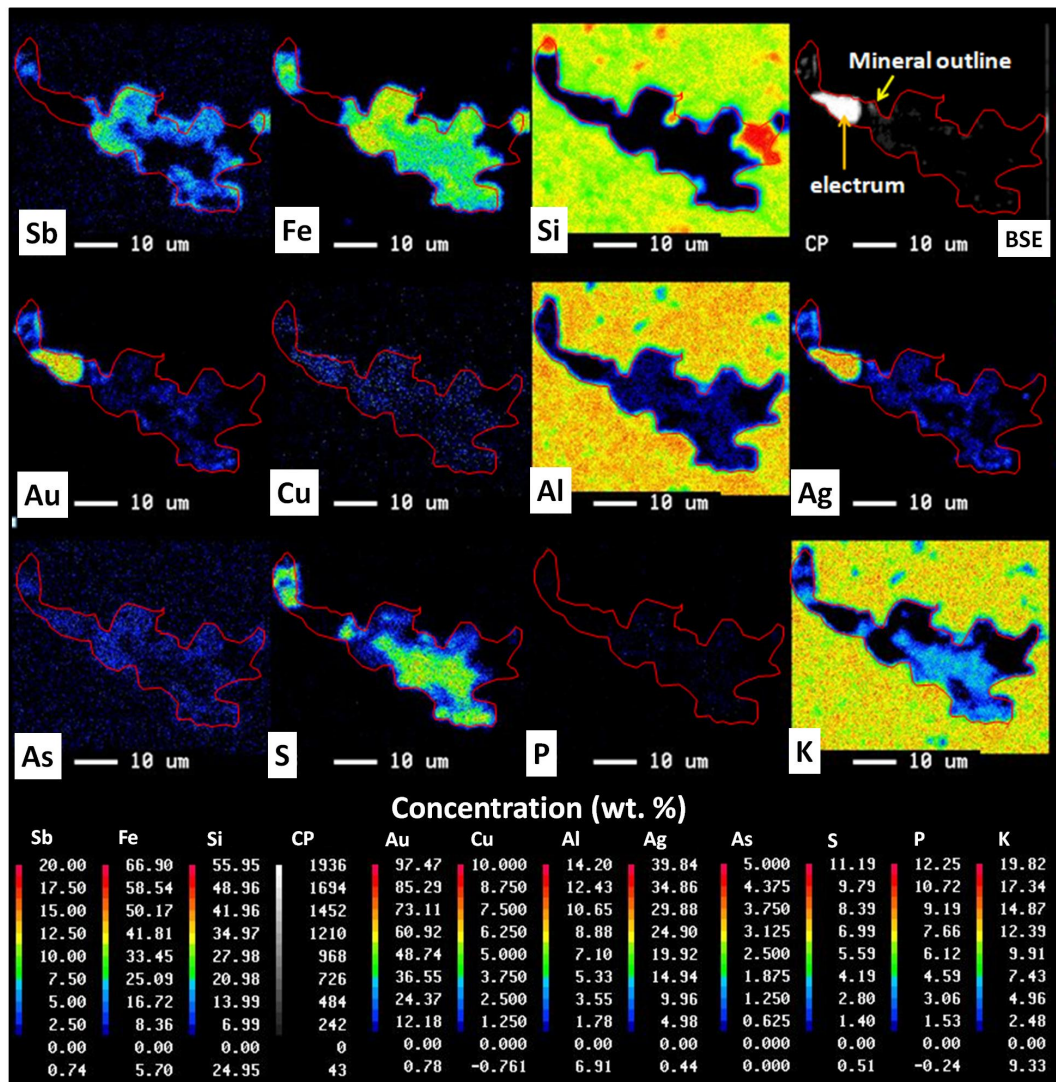 Mineral outline
electrum
Sb 10 um Fe 10 um Si 10 um CP 10 um BSE
Au 10 um Cu 10 um Al 10 um Ag 10 um
As 10 um S 10 um P 10 um K 10 um
Concentration (wt. %)
Sb Fe Si CP Au Cu Al Ag As S P K
20.00 66.90 55.95 1936 97.47 10.000 14.20 39.84 5.000 11.19 12.25 19.82
17.50 58.54 48.96 1694 85.29 8.750 12.43 34.86 4.375 9.79 10.72 17.34
15.00 50.17 41.96 1452 73.11 7.500 10.65 29.88 3.750 8.39 9.19 14.87
12.50 41.81 34.97 1210 60.92 6.250 8.88 24.90 3.125 6.99 7.66 12.39
10.00 33.45 27.98 968 48.74 5.000 7.10 19.92 2.500 5.59 6.12 9.91
7.50 25.09 20.98 726 36.55 3.750 5.33 14.94 1.875 4.19 4.59 7.43
5.00 16.72 13.99 484 24.37 2.500 3.55 9.96 1.250 2.80 3.06 4.96
2.50 8.36 6.99 242 12.18 1.250 1.78 4.98 0.625 1.40 1.53 2.48
0.00 0.00 0.00 0 0.00 0.000 0.00 0.00 0.000 0.00 0.00 0.00
0.74 5.70 24.95 43 0.78 -0.761 6.91 0.44 0.000 0.51 -0.24 9.33